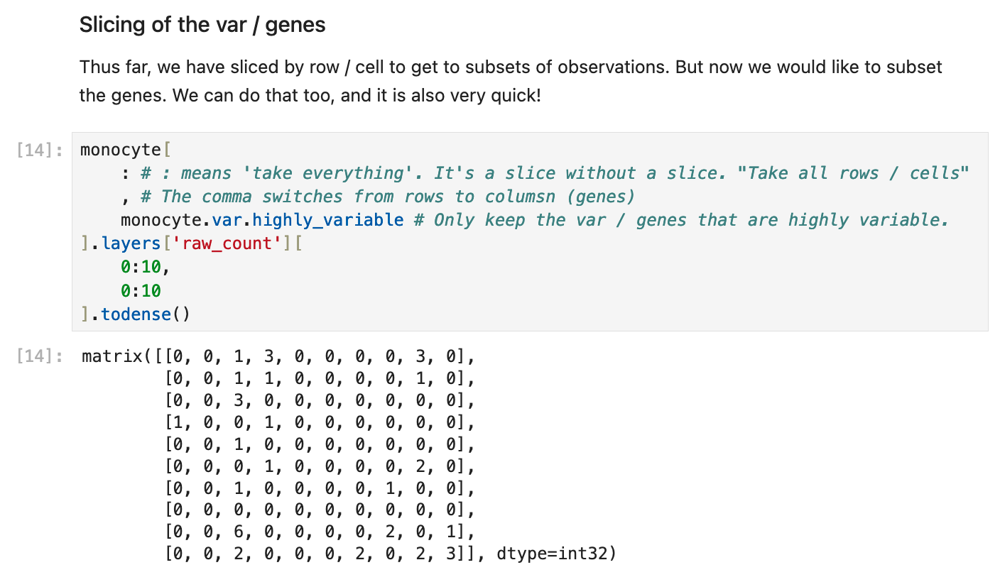 Slicing of the var / genes
Thus far, we have sliced by row / cell to get to subsets of observations. But now we would like to subset
the genes. We can do that too, and it is also very quick!
[14]: monocyte[
    : # : means 'take everything'. It's a slice without a slice. "Take all rows / cells"
    , # The comma switches from rows to columsn (genes)
    monocyte.var.highly_variable # Only keep the var / genes that are highly variable.
].layers['raw_count'][
    0:10,
    0:10
].todense()
[14]: matrix([[0, 0, 1, 3, 0, 0, 0, 0, 3, 0],
        [0, 0, 1, 1, 0, 0, 0, 0, 1, 0],
        [0, 0, 3, 0, 0, 0, 0, 0, 0, 0],
        [1, 0, 0, 1, 0, 0, 0, 0, 0, 0],
        [0, 0, 1, 0, 0, 0, 0, 0, 0, 0],
        [0, 0, 0, 1, 0, 0, 0, 0, 2, 0],
        [0, 0, 1, 0, 0, 0, 0, 1, 0, 0],
        [0, 0, 0, 0, 0, 0, 0, 0, 0, 0],
        [0, 0, 6, 0, 0, 0, 0, 2, 0, 1],
        [0, 0, 2, 0, 0, 0, 2, 0, 2, 3]], dtype=int32)